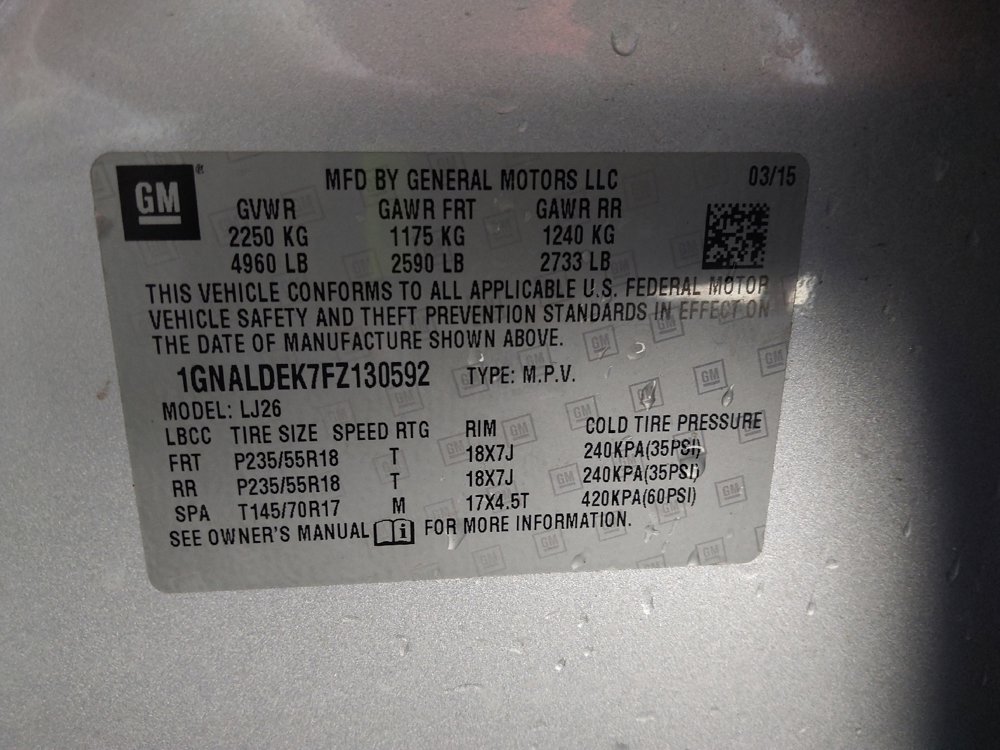 GM ® MFD BY GENERAL MOTORS LLC 03/15
GVWR GAWR FRT GAWR RR
2250 KG 1175 KG 1240 KG
4960 LB 2590 LB 2733 LB
THIS VEHICLE CONFORMS TO ALL APPLICABLE U.S. FEDERAL MOTOR
VEHICLE SAFETY AND THEFT PREVENTION STANDARDS IN EFFECT ON
THE DATE OF MANUFACTURE SHOWN ABOVE.
1GNALDEK7FZ130592 TYPE: M.P.V.
MODEL: LJ26
LBCC TIRE SIZE SPEED RTG RIM COLD TIRE PRESSURE
FRT P235/55R18 T 18X7J 240KPA(35PSI)
RR P235/55R18 T 18X7J 240KPA(35PSI)
SPA T145/70R17 M 17X4.5T 420KPA(60PSI)
SEE OWNER'S MANUAL i FOR MORE INFORMATION.